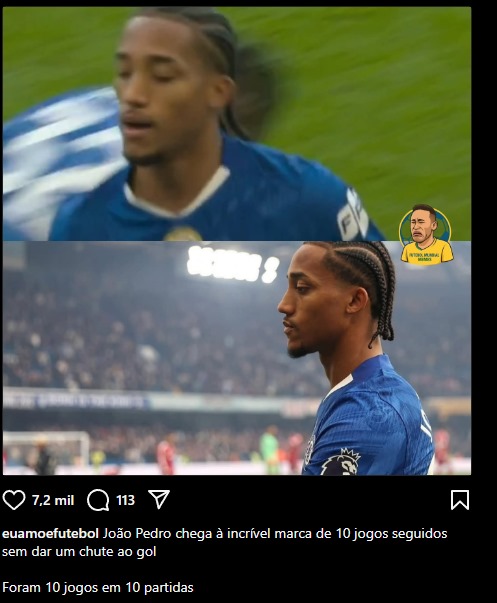 7,2 mil 113
euamoefutebol João Pedro chega à incrível marca de 10 jogos seguidos
sem dar um chute ao gol
Foram 10 jogos em 10 partidas